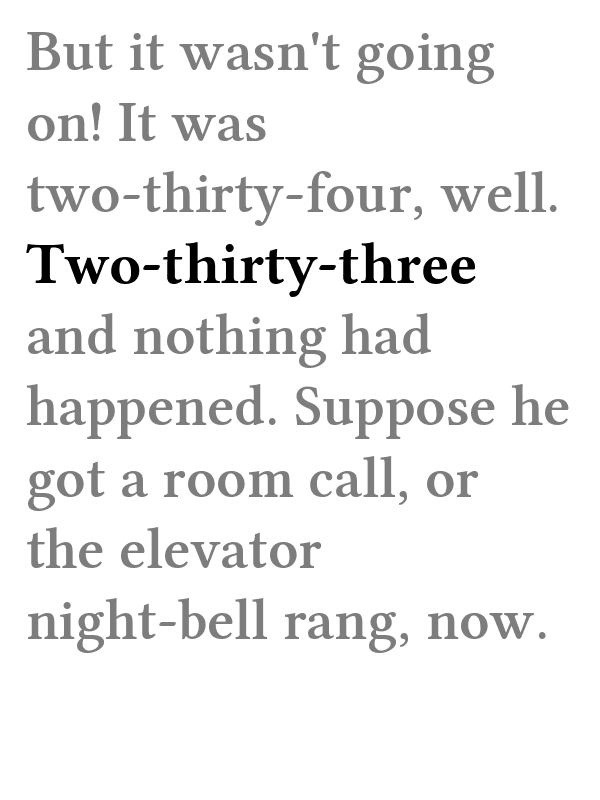 But it wasn't going
on! It was
two-thirty-four, well.
Two-thirty-three
and nothing had
happened. Suppose he
got a room call, or
the elevator
night-bell rang, now.